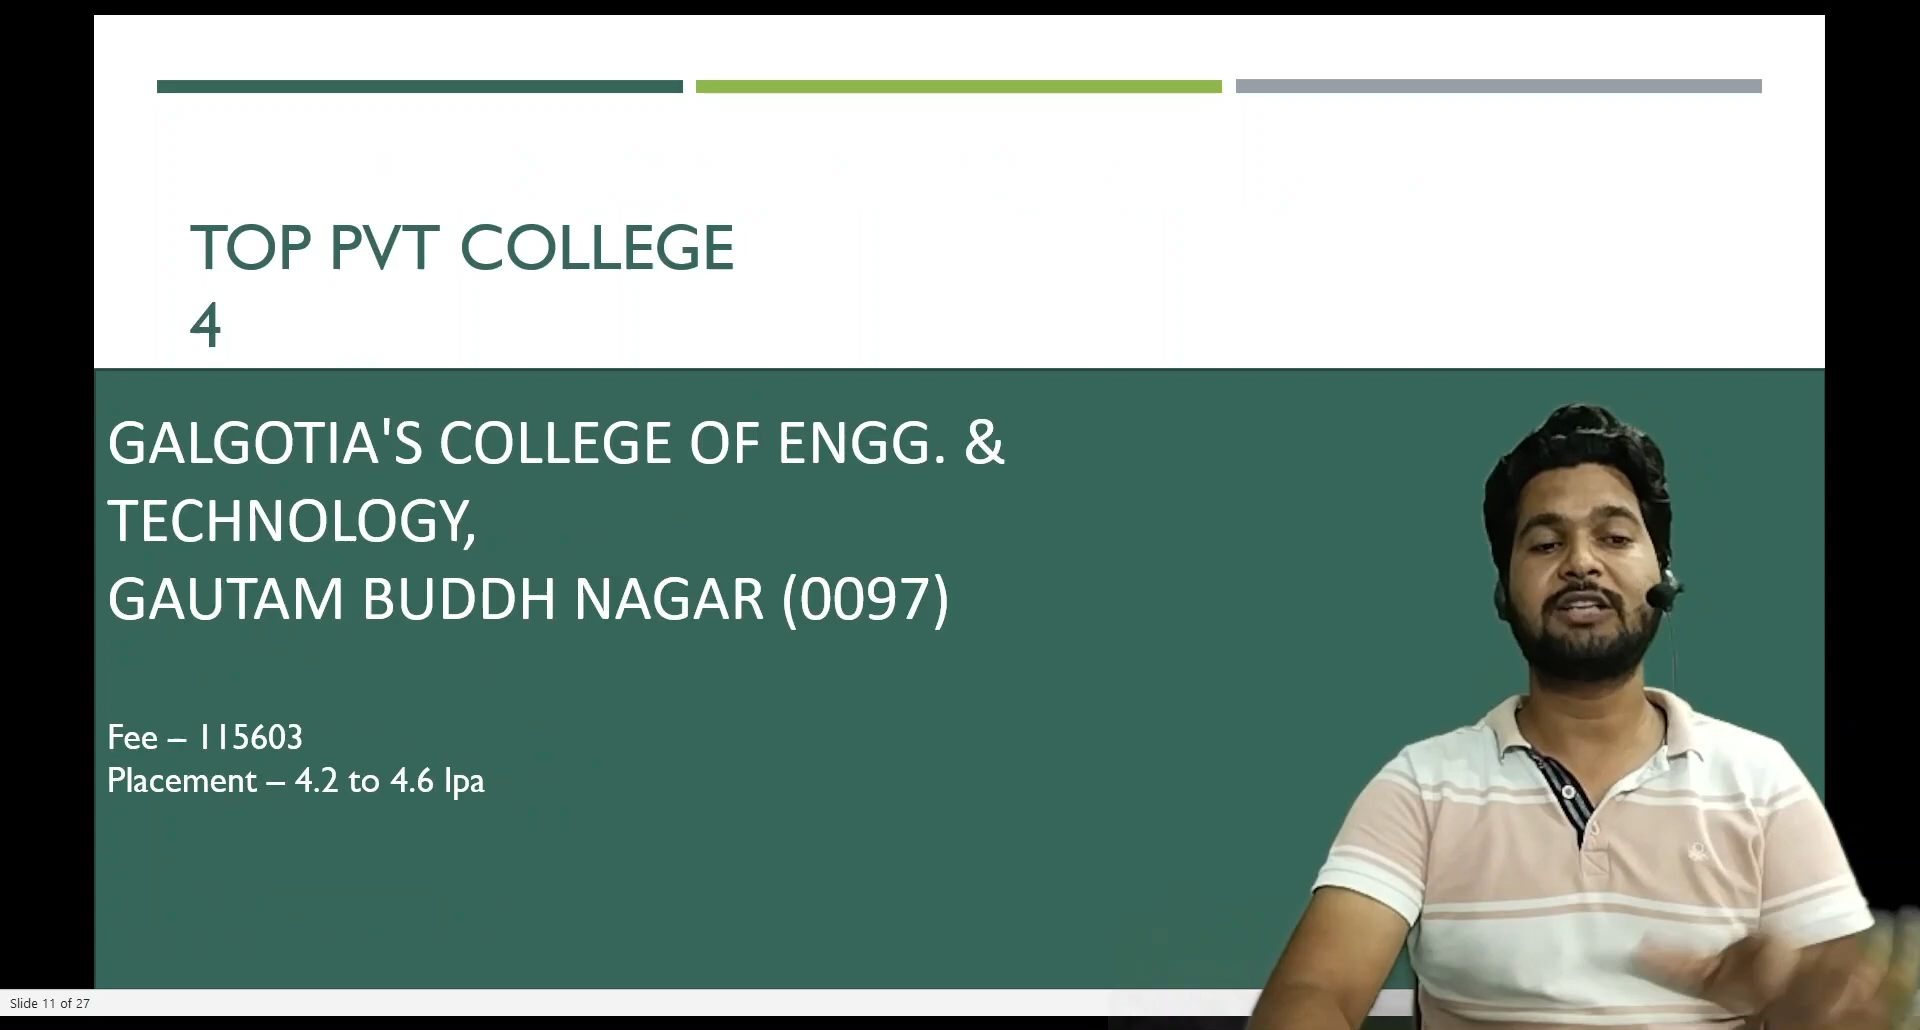 TOP PVT COLLEGE
4
GALGOTIA'S COLLEGE OF ENGG. &
TECHNOLOGY,
GAUTAM BUDDH NAGAR (0097)
Fee – 115603
Placement – 4.2 to 4.6 lpa
Slide 11 of 27